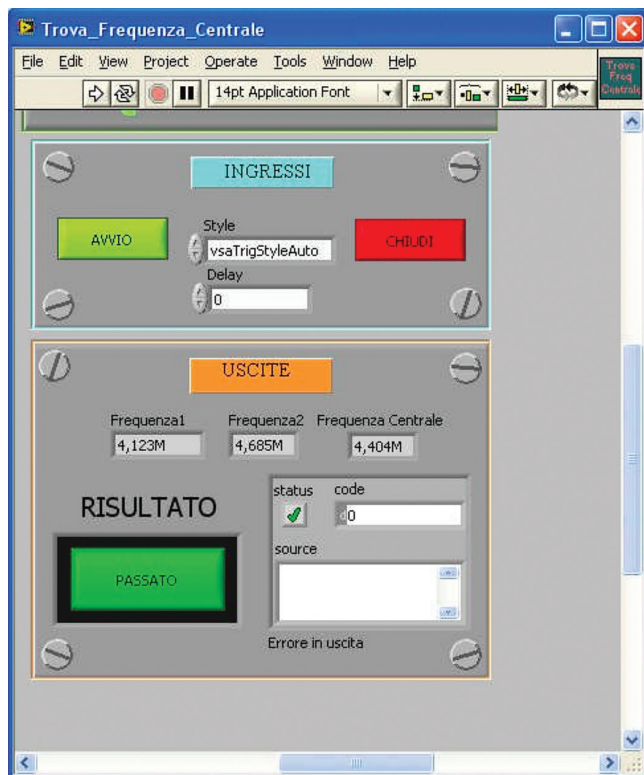 Trova_Frequenza_Centrale
File Edit View Project Operate Tools Window Help
14pt Application Font
Trova
Freq
Centrale
INGRESSI
AVVIO
Style
vsaTrigStyleAuto
CHIUDI
Delay
0
USCITE
Frequenza1 Frequenza2 Frequenza Centrale
4,123M 4,685M 4,404M
RISULTATO
status code
d0
PASSATO
source
Errore in uscita